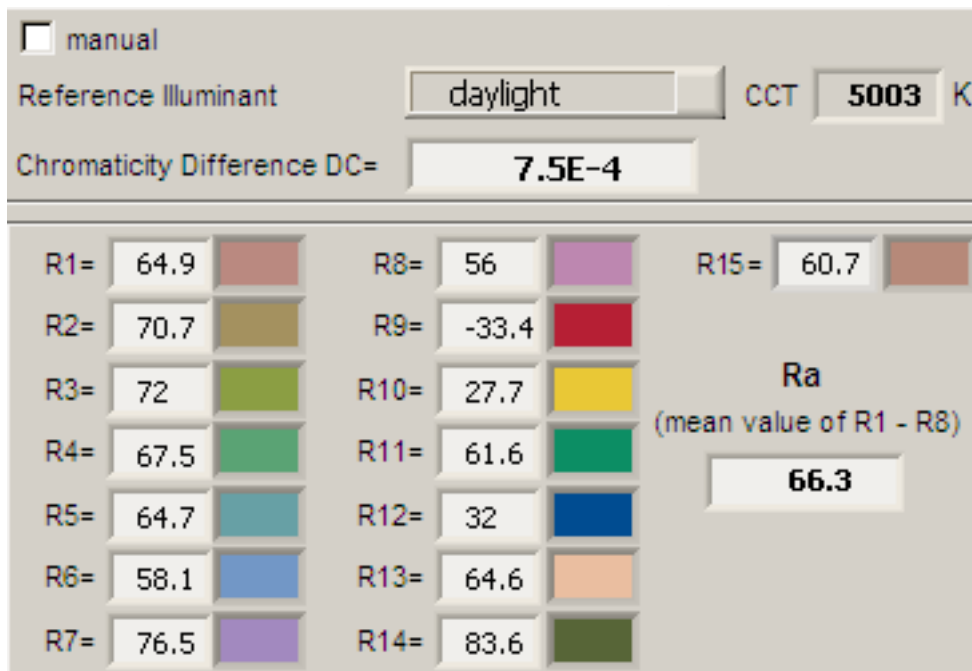 manual
Reference Illuminant daylight CCT 5003 K
Chromaticity Difference DC= 7.5E-4
R1= 64.9 R8= 56 R15= 60.7
R2= 70.7 R9= -33.4
R3= 72 R10= 27.7 Ra
(mean value of R1 - R8)
R4= 67.5 R11= 61.6
66.3
R5= 64.7 R12= 32
R6= 58.1 R13= 64.6
R7= 76.5 R14= 83.6